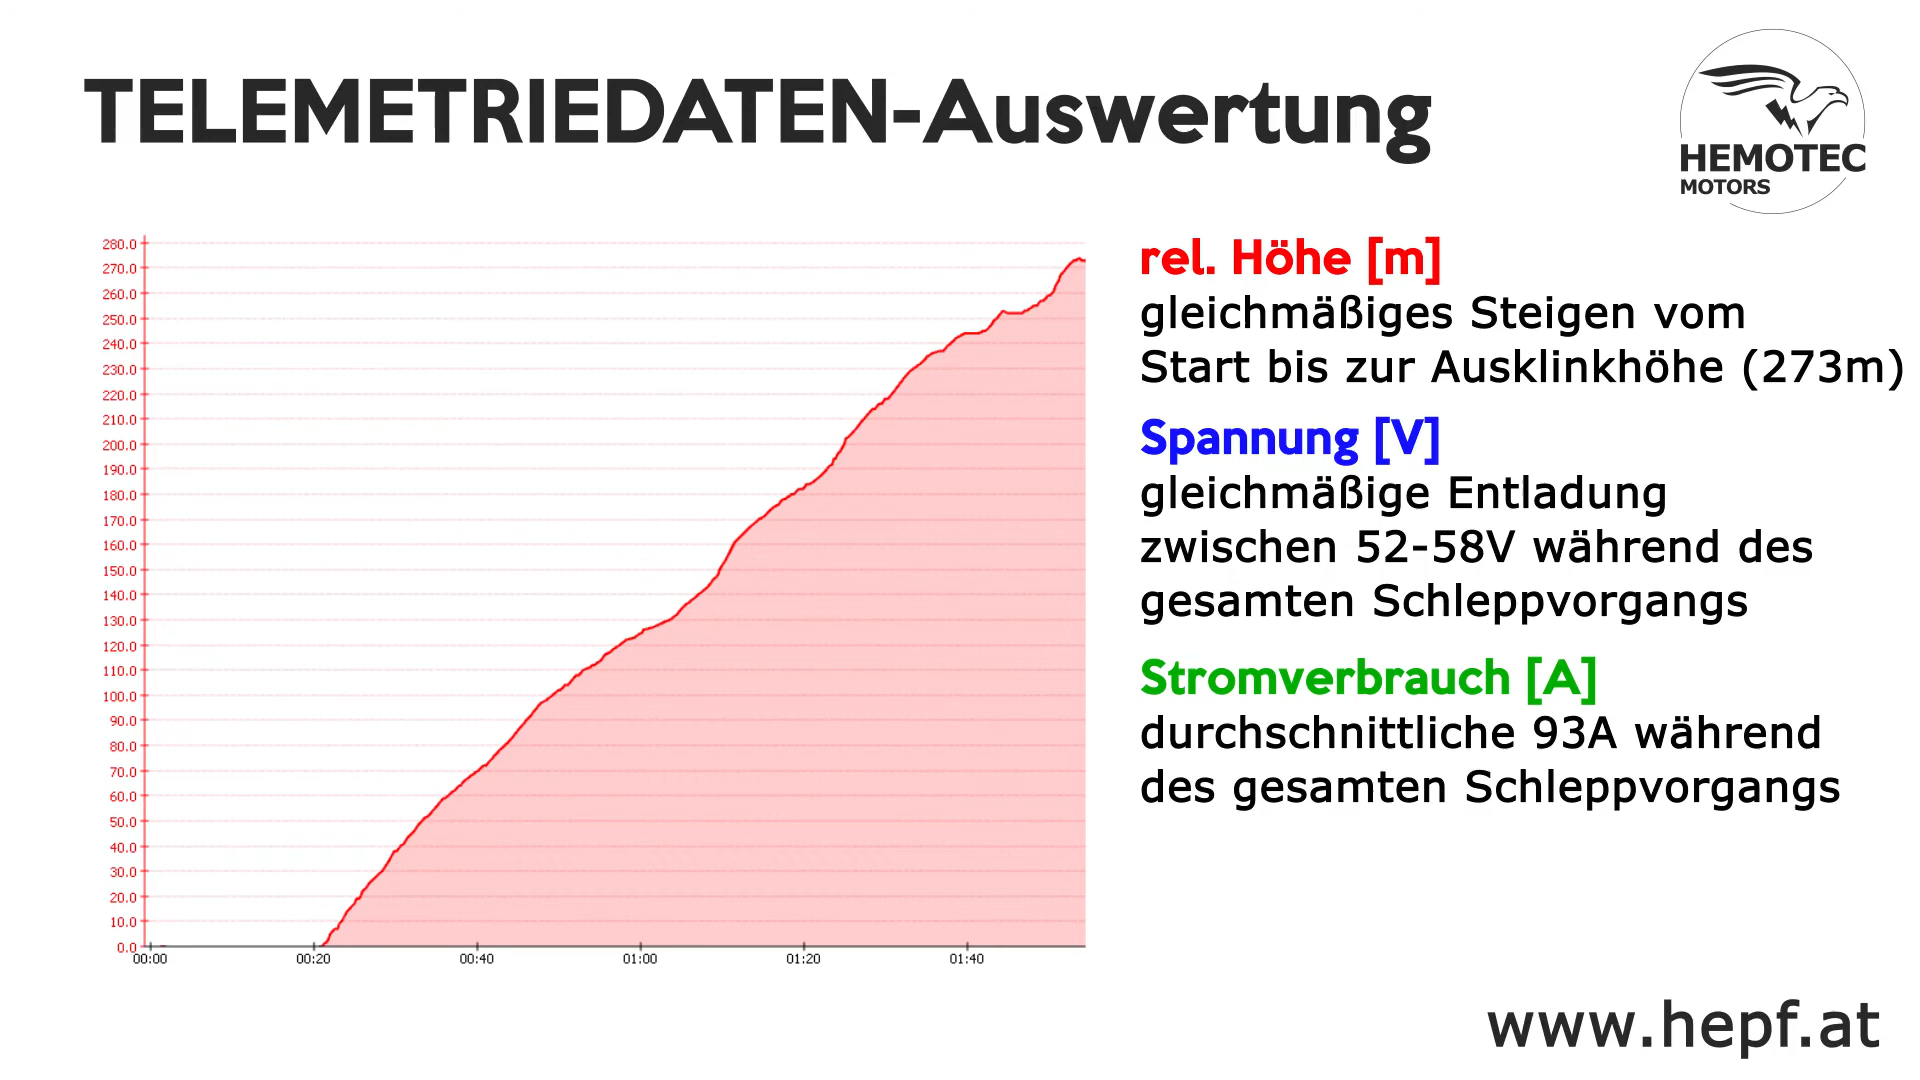 TELEMETRIEDATEN-Auswertung
HEMOTEC
MOTORS
280.0
270.0
260.0
250.0
240.0
230.0
220.0
210.0
200.0
190.0
180.0
170.0
160.0
150.0
140.0
130.0
120.0
110.0
100.0
90.0
80.0
70.0
60.0
50.0
40.0
30.0
20.0
10.0
0.0
00:00 00:20 00:40 01:00 01:20 01:40
rel. Höhe [m]
gleichmäßiges Steigen vom
Start bis zur Ausklinkhöhe (273m)
Spannung [V]
gleichmäßige Entladung
zwischen 52-58V während des
gesamten Schleppvorgangs
Stromverbrauch [A]
durchschnittliche 93A während
des gesamten Schleppvorgangs
www.hepf.at